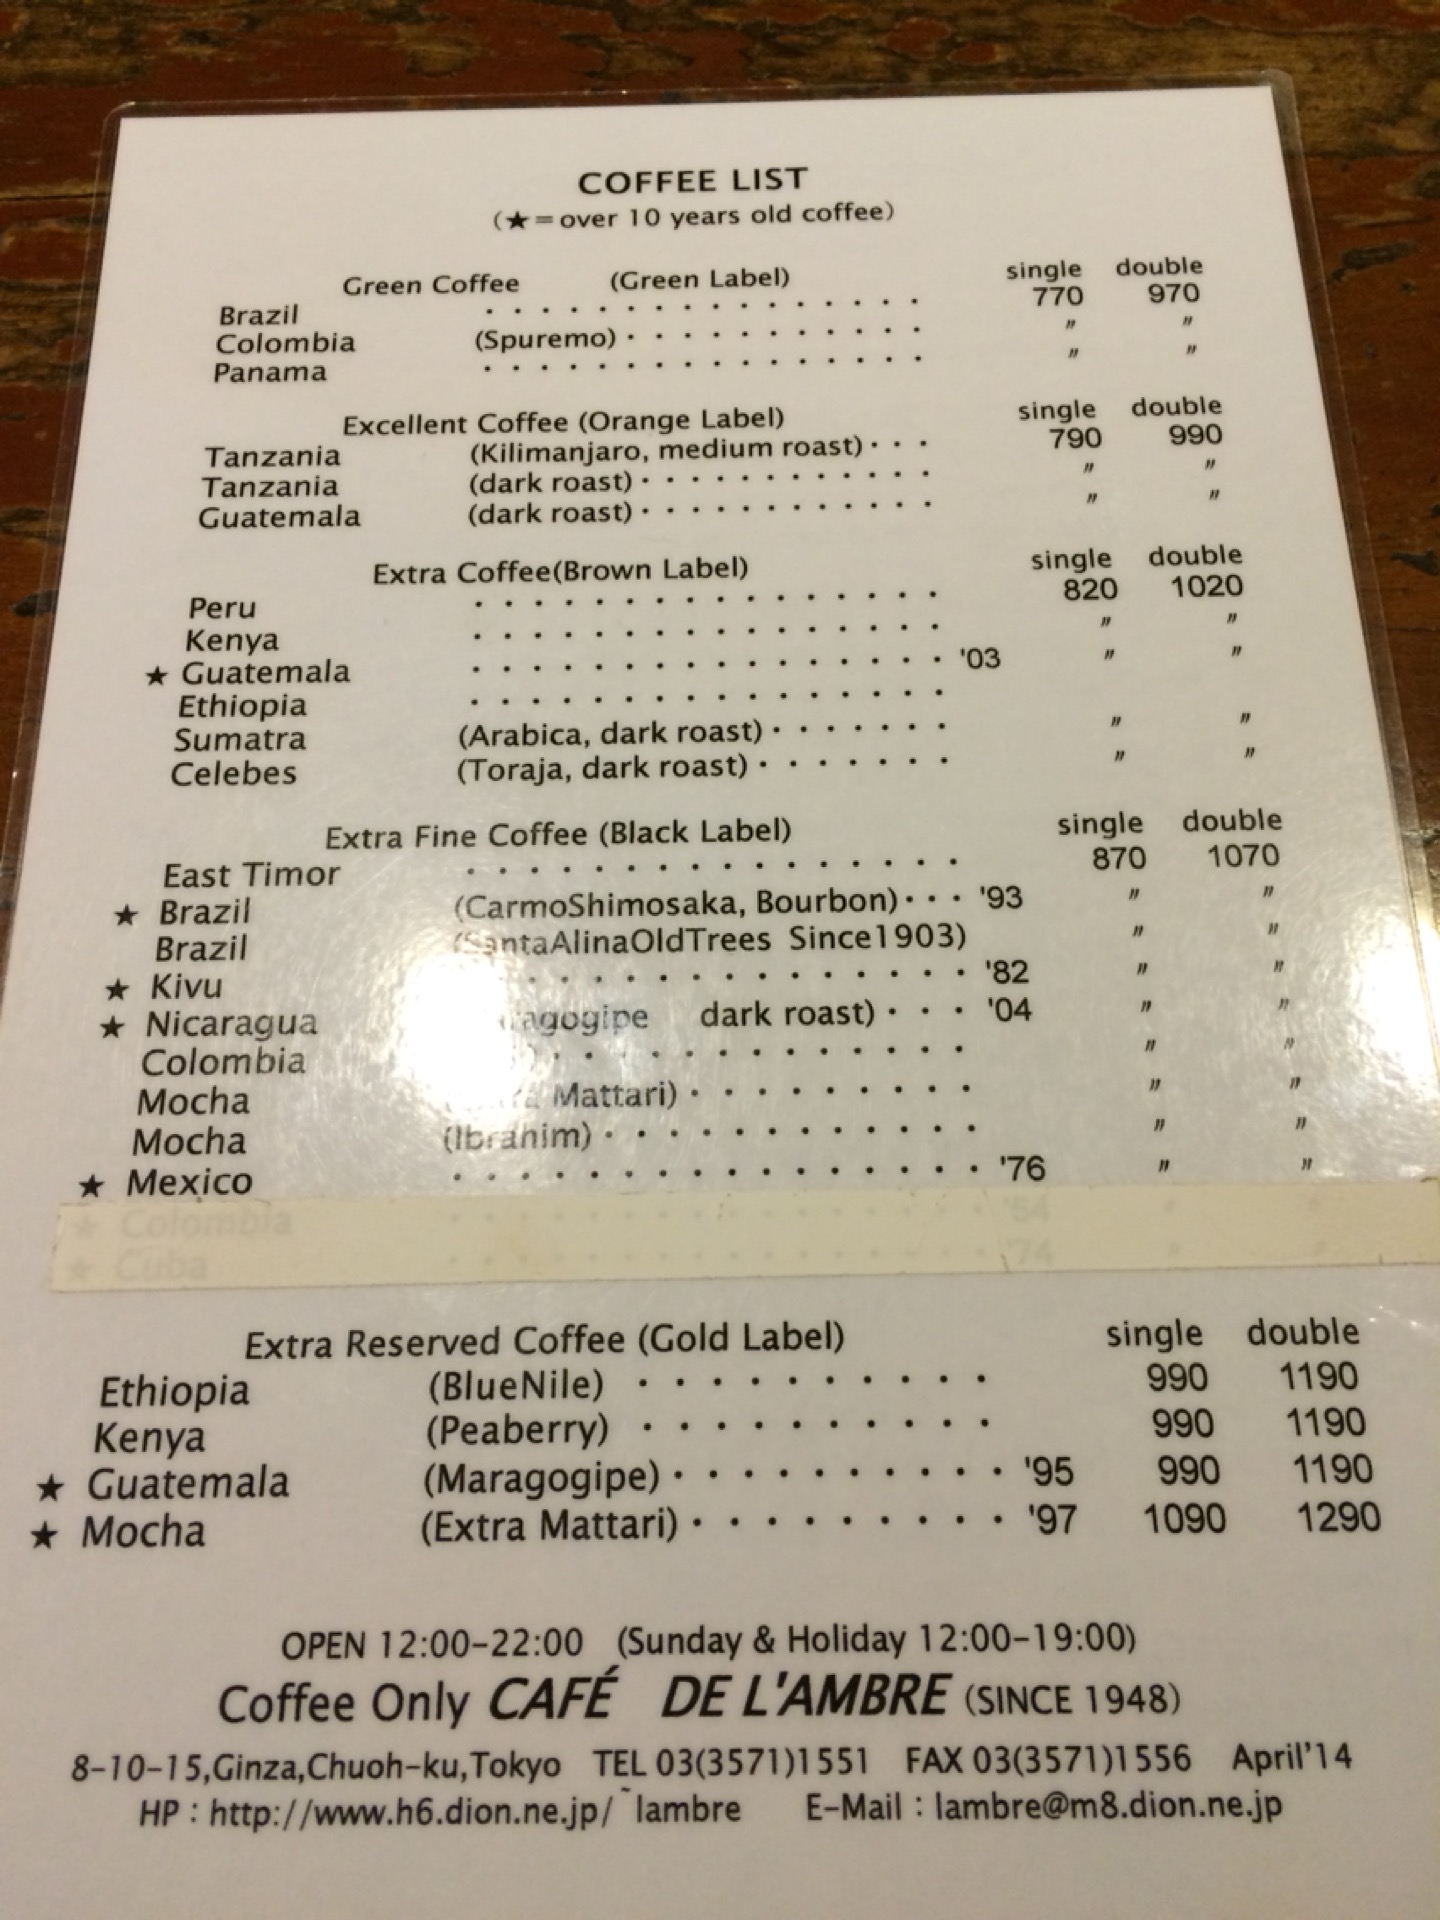 COFFEE LIST
(★=over 10 years old coffee)
Green Coffee (Green Label) single double
Brazil · · · · · · · · · · · · · · · · 770 970
Colombia (Spuremo) · · · · · · · · · · · 〃 〃
Panama · · · · · · · · · · · · · · · · 〃 〃
Excellent Coffee (Orange Label) single double
Tanzania (Kilimanjaro, medium roast) · · · 790 990
Tanzania (dark roast) · · · · · · · · · · · 〃 〃
Guatemala (dark roast) · · · · · · · · · · · 〃 〃
Extra Coffee(Brown Label) single double
Peru · · · · · · · · · · · · · · · · 820 1020
Kenya · · · · · · · · · · · · · · · · 〃 〃
★ Guatemala · · · · · · · · · · · · · · · · '03 〃 〃
Ethiopia · · · · · · · · · · · · · · · ·
Sumatra (Arabica, dark roast) · · · · · · · 〃 〃
Celebes (Toraja, dark roast) · · · · · · · 〃 〃
Extra Fine Coffee (Black Label) single double
East Timor · · · · · · · · · · · · · · · · 870 1070
★ Brazil (CarmoShimosaka, Bourbon) · · · '93 〃 〃
Brazil (SantaAlinaOldTrees Since1903) 〃 〃
★ Kivu · · · · · · · · · · · · · '82 〃 〃
★ Nicaragua dark roast) · · · '04 〃 〃
Colombia · · · · · · · · · · · · 〃 〃
Mocha Mattari) · · · · · · · · · 〃 〃
Mocha (Ibrahim) · · · · · · · · · · · · 〃 〃
★ Mexico · · · · · · · · · · · · · · · · '76 〃 〃
★ Colombia · · · · · · · · · · · · · · · · '54 〃 〃
★ Cuba · · · · · · · · · · · · · · · · '74 〃 〃
Extra Reserved Coffee (Gold Label) single double
Ethiopia (BlueNile) · · · · · · · · · · 990 1190
Kenya (Peaberry) · · · · · · · · · · 990 1190
★ Guatemala (Maragogipe) · · · · · · · · · · '95 990 1190
★ Mocha (Extra Mattari) · · · · · · · · · '97 1090 1290
OPEN 12:00-22:00 (Sunday & Holiday 12:00-19:00)
Coffee Only CAFÉ DE L'AMBRE (SINCE 1948)
8-10-15,Ginza,Chuoh-ku,Tokyo TEL 03(3571)1551 FAX 03(3571)1556 April'14
HP : http://www.h6.dion.ne.jp/~lambre E-Mail : lambre@m8.dion.ne.jp